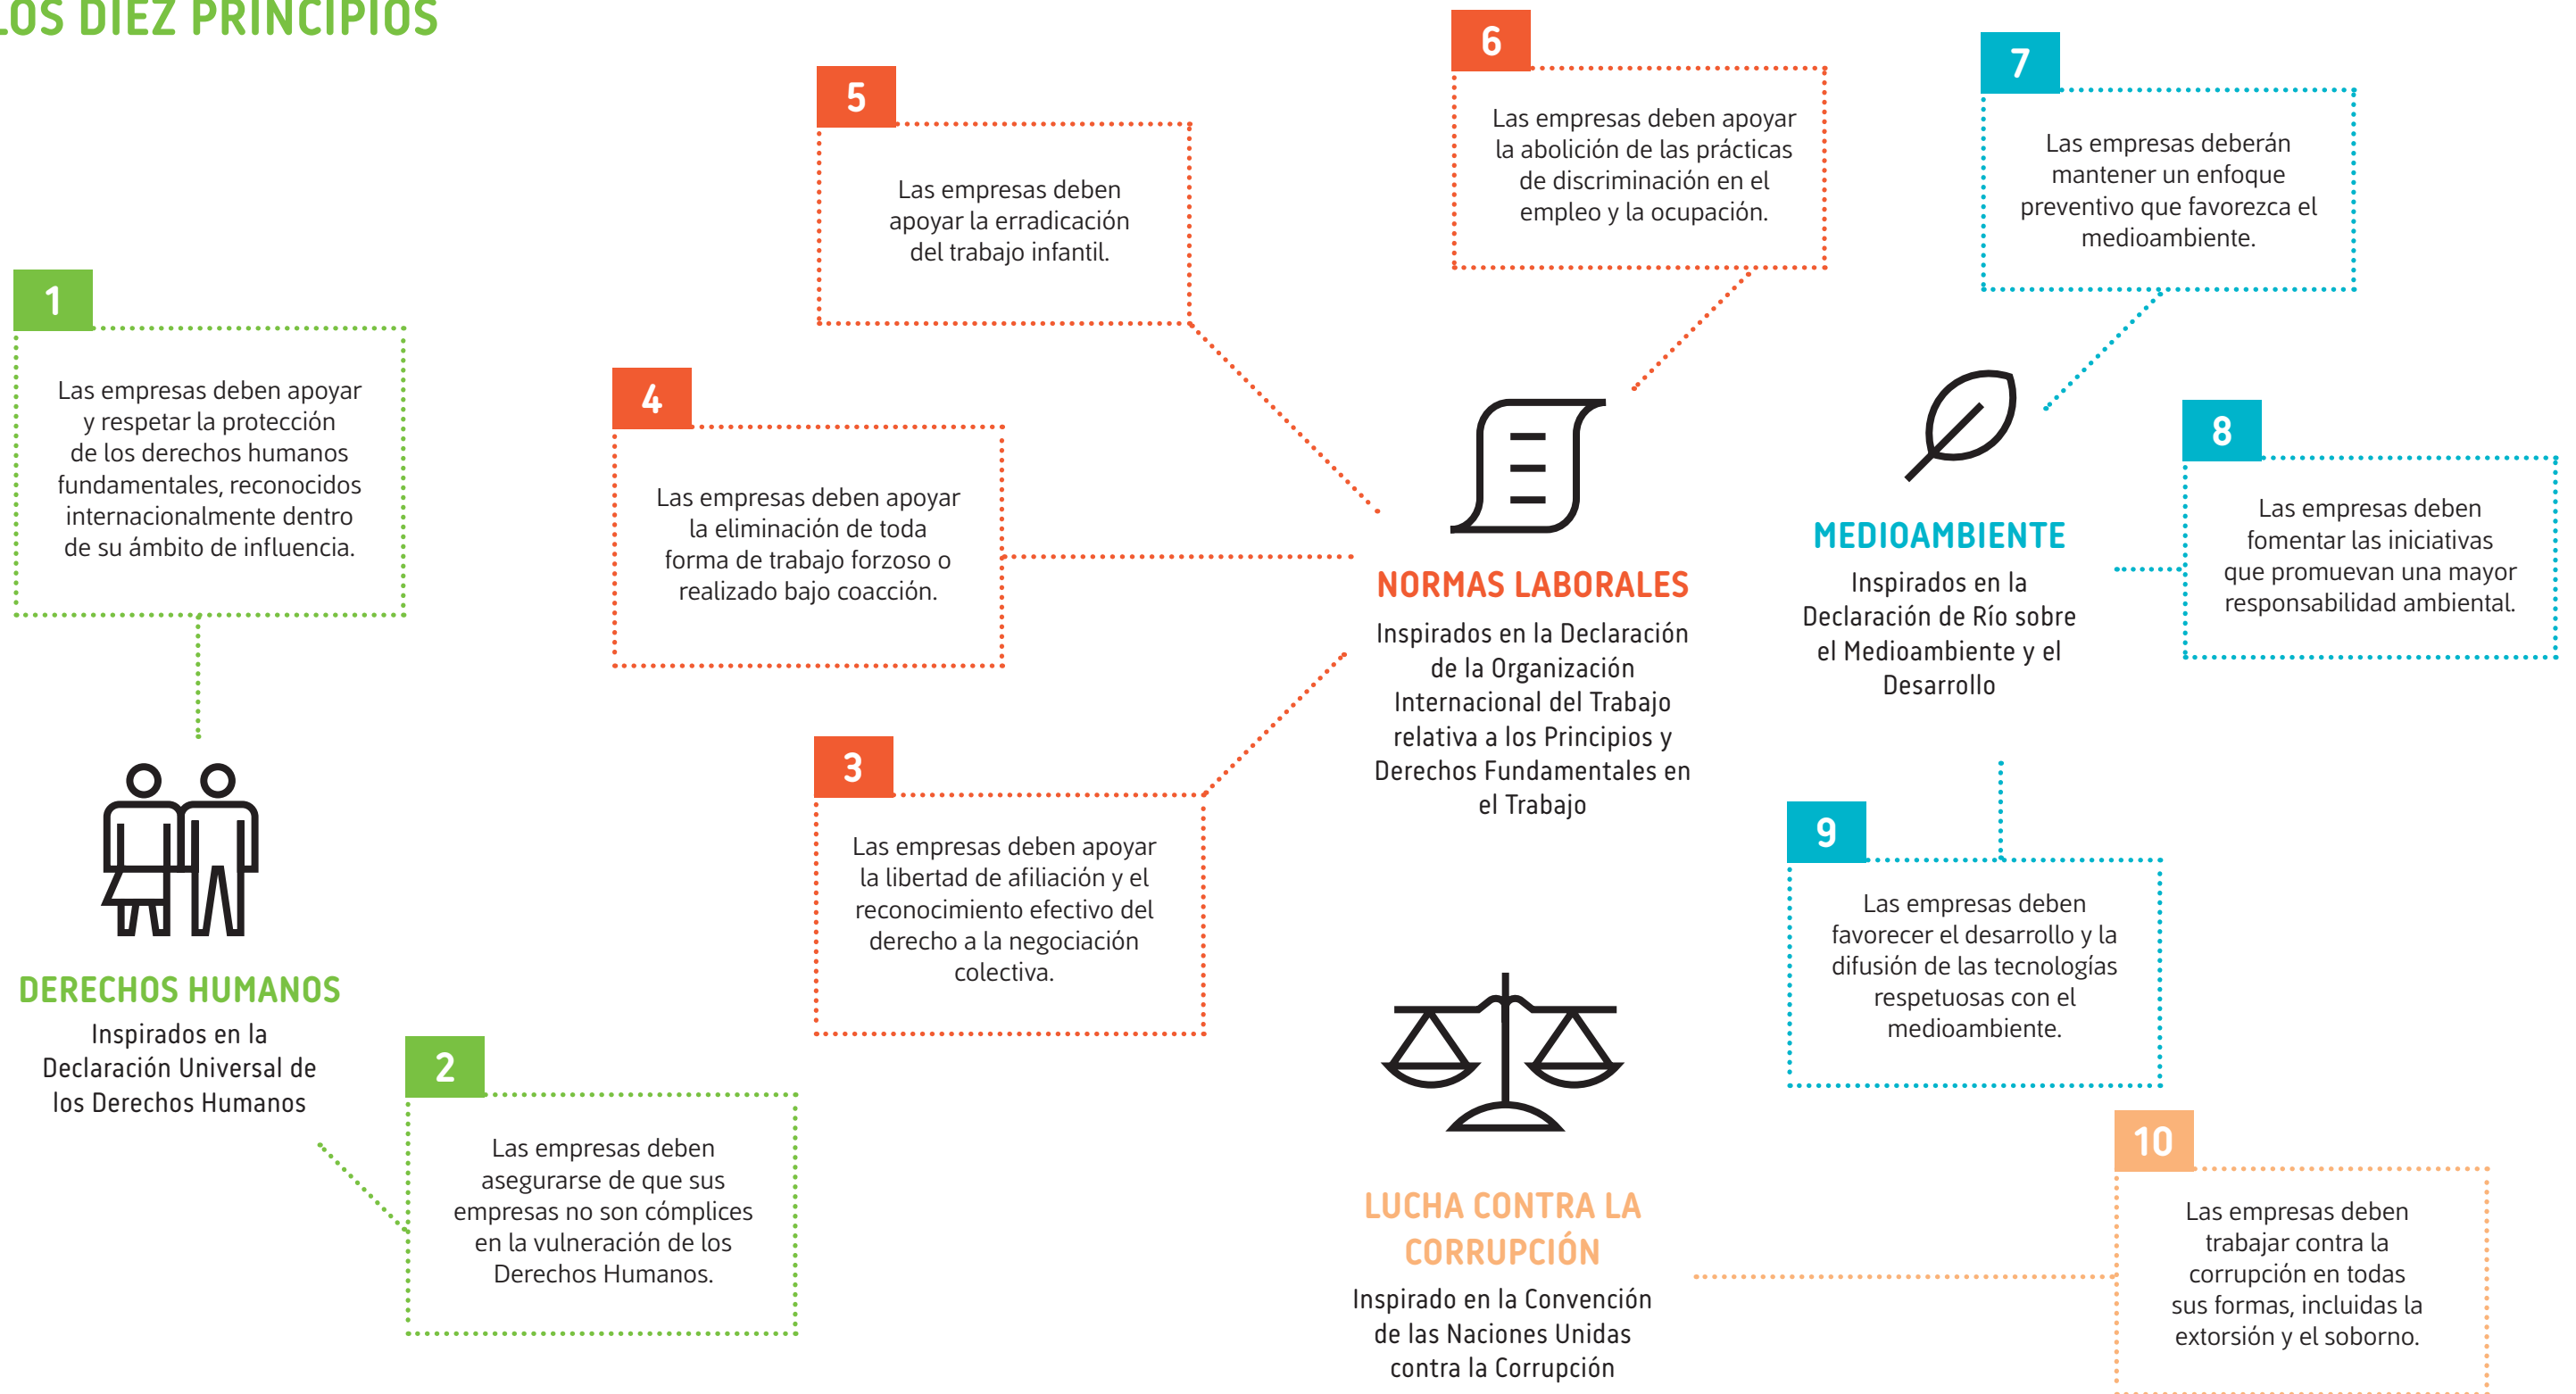 LOS DIEZ PRINCIPIOS
1
Las empresas deben apoyar
y respetar la protección
de los derechos humanos
fundamentales, reconocidos
internacionalmente dentro
de su ámbito de influencia.
DERECHOS HUMANOS
Inspirados en la
Declaración Universal de
los Derechos Humanos
2
Las empresas deben
asegurarse de que sus
empresas no son cómplices
en la vulneración de los
Derechos Humanos.
3
Las empresas deben apoyar
la libertad de afiliación y el
reconocimiento efectivo del
derecho a la negociación
colectiva.
4
Las empresas deben apoyar
la eliminación de toda
forma de trabajo forzoso o
realizado bajo coacción.
5
Las empresas deben
apoyar la erradicación
del trabajo infantil.
6
Las empresas deben apoyar
la abolición de las prácticas
de discriminación en el
empleo y la ocupación.
NORMAS LABORALES
Inspirados en la Declaración
de la Organización
Internacional del Trabajo
relativa a los Principios y
Derechos Fundamentales en
el Trabajo
7
Las empresas deberán
mantener un enfoque
preventivo que favorezca el
medioambiente.
MEDIOAMBIENTE
Inspirados en la
Declaración de Río sobre
el Medioambiente y el
Desarrollo
8
Las empresas deben
fomentar las iniciativas
que promuevan una mayor
responsabilidad ambiental.
9
Las empresas deben
favorecer el desarrollo y la
difusión de las tecnologías
respetuosas con el
medioambiente.
LUCHA CONTRA LA
CORRUPCIÓN
Inspirado en la Convención
de las Naciones Unidas
contra la Corrupción
10
Las empresas deben
trabajar contra la
corrupción en todas
sus formas, incluidas la
extorsión y el soborno.